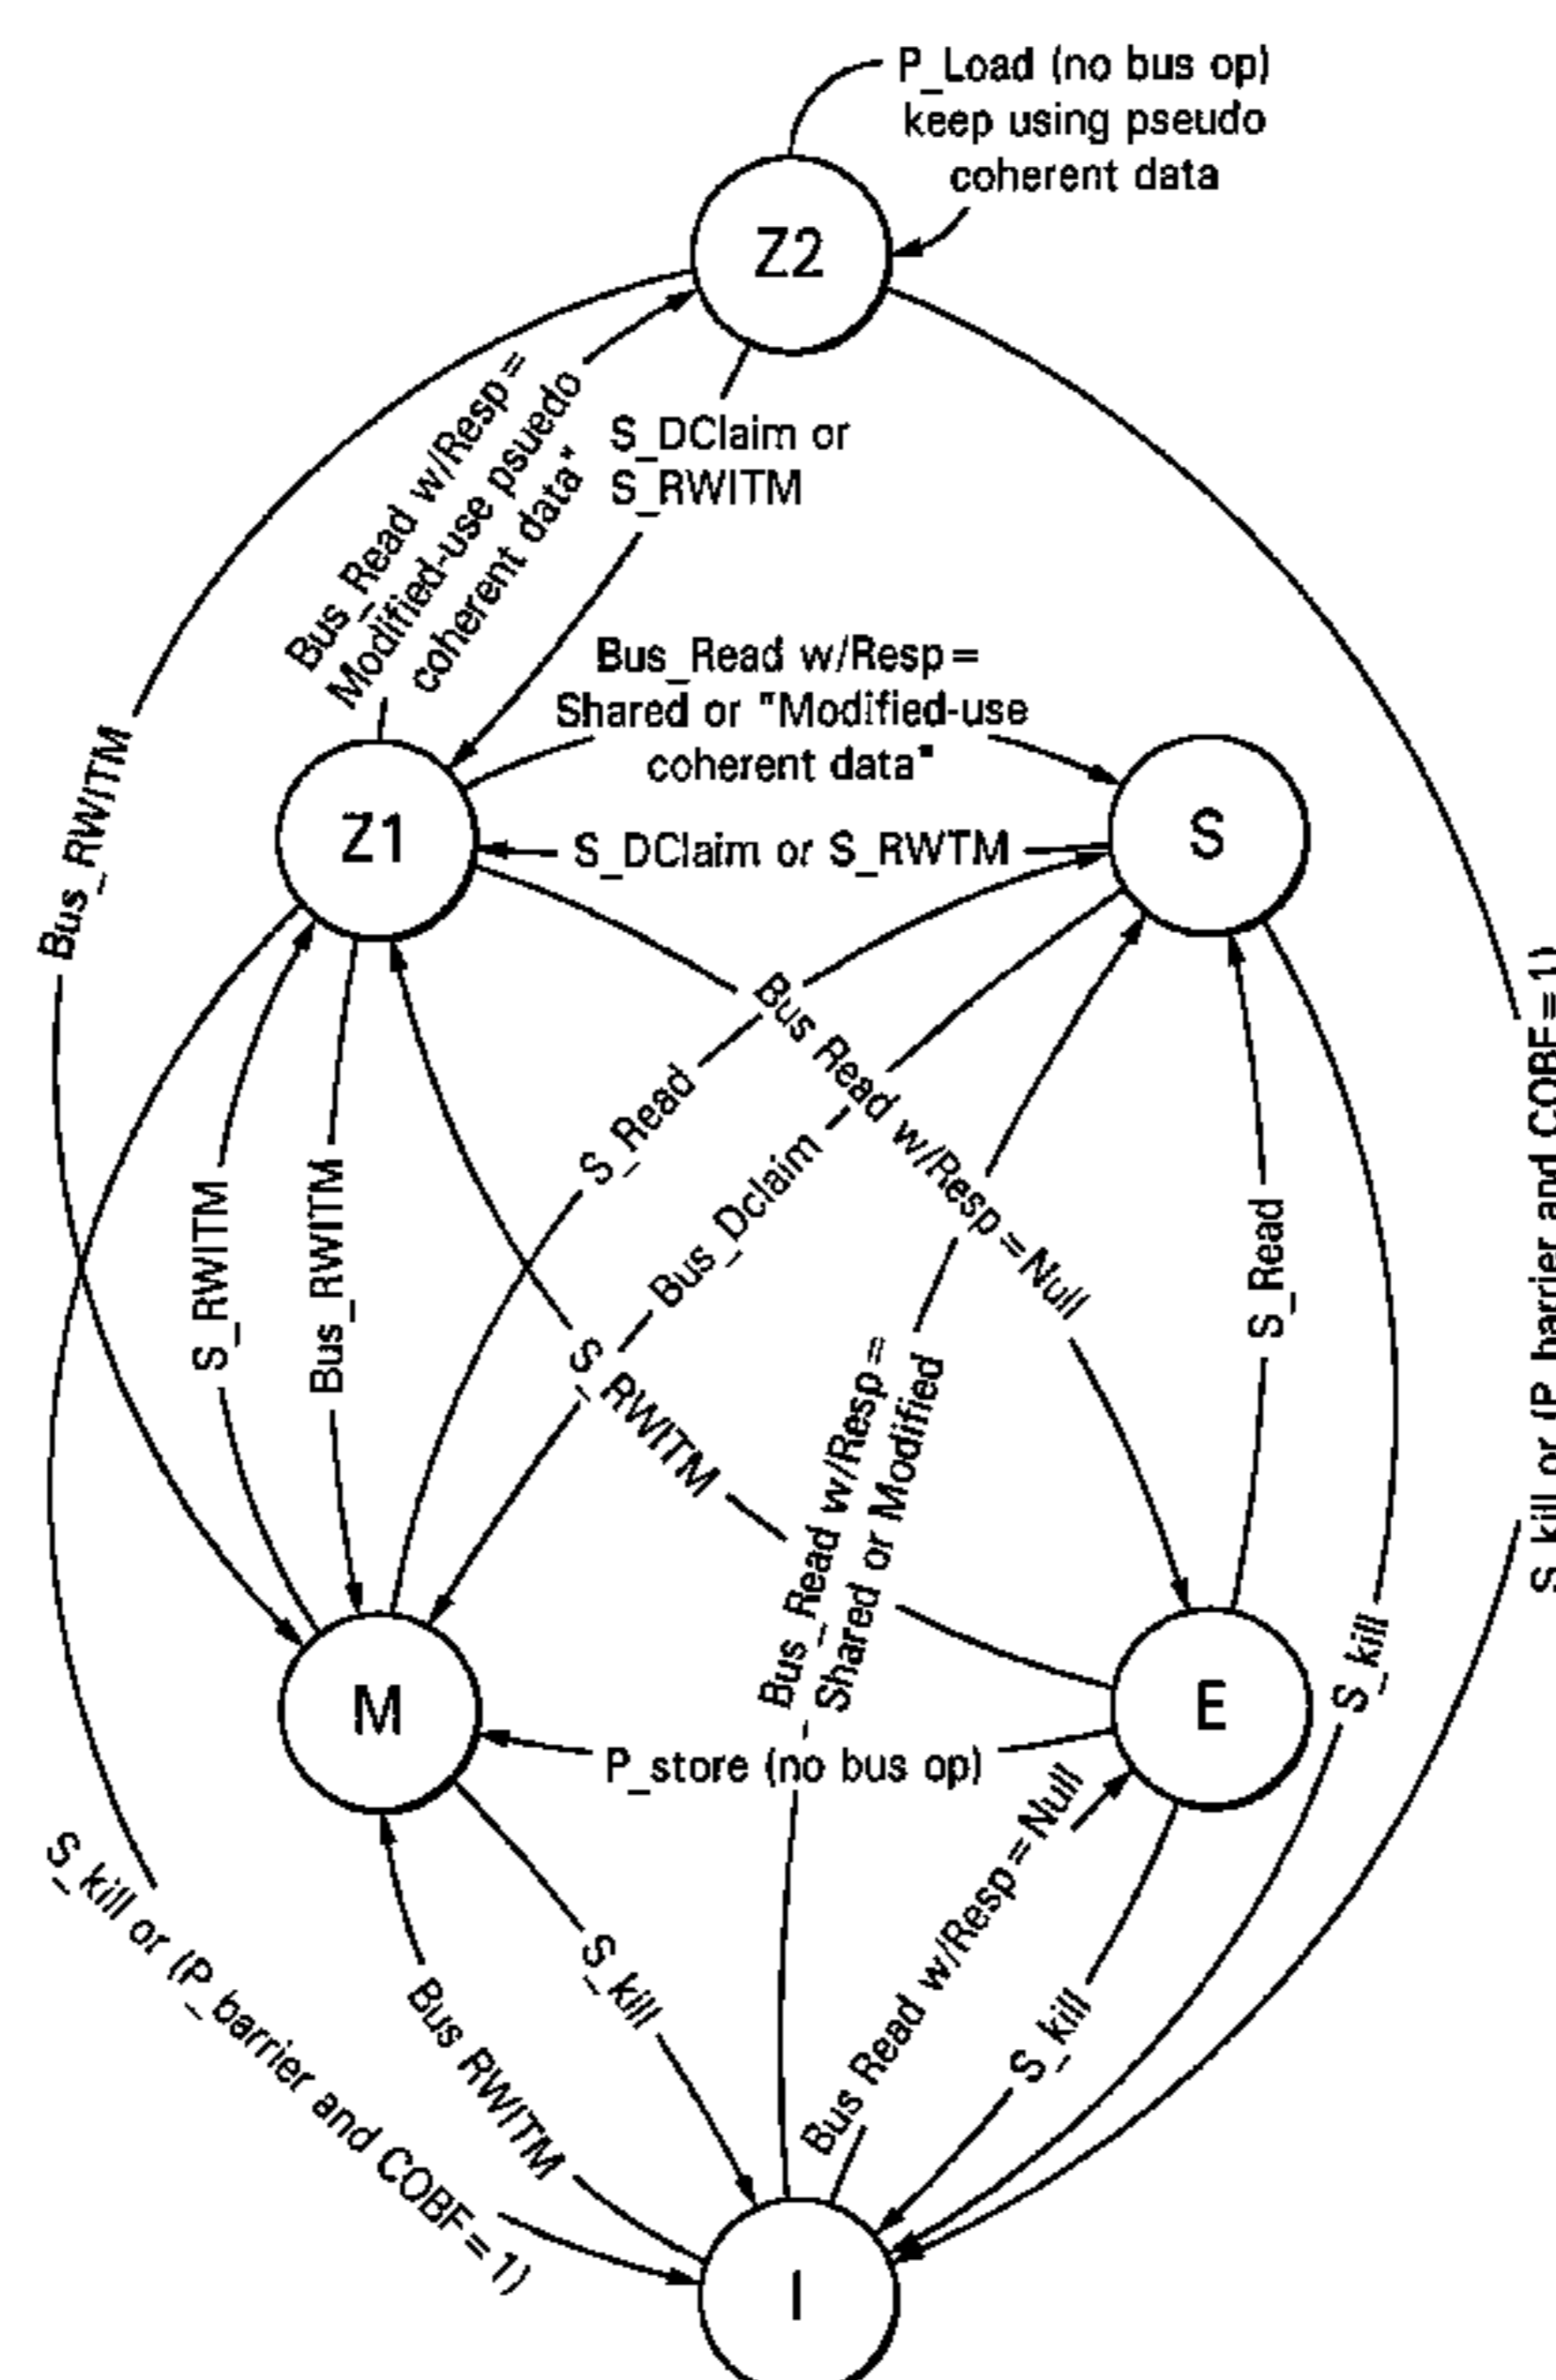 P_Load (no bus op)
keep using pseudo
coherent data
Z2
Bus_Read w/Resp=
Modified-use psuedo
coherent data"
S_DClaim or
S_RWITM
Bus_RWITM
Bus_Read w/Resp=
Shared or "Modified-use
coherent data"
Z1
S
S_DClaim or S_RWTM
Bus Read w/Resp=Null
S_Read
Bus_Dclaim
S_RWITM
Bus_RWITM
S_RWITM
Bus_Read w/Resp=
Shared or Modified
S_Read
S_kill
S_kill or (P_barrier and COBF=1)
M
E
P_store (no bus op)
S_kill or (P_barrier and COBF=1)
Bus RWITM
S_kill
Bus Read w/Resp=Null
S_kill
I